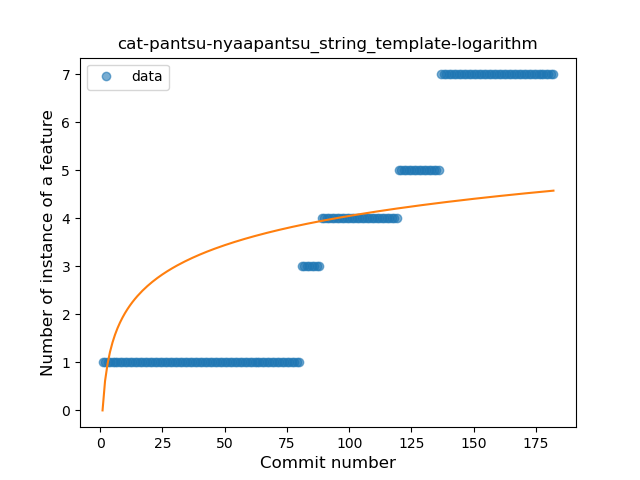 cat-pantsu-nyaapantsu_string_template-logarithm
data
Number of instance of a feature
7
6
5
4
3
2
1
0
0 25 50 75 100 125 150 175
Commit number